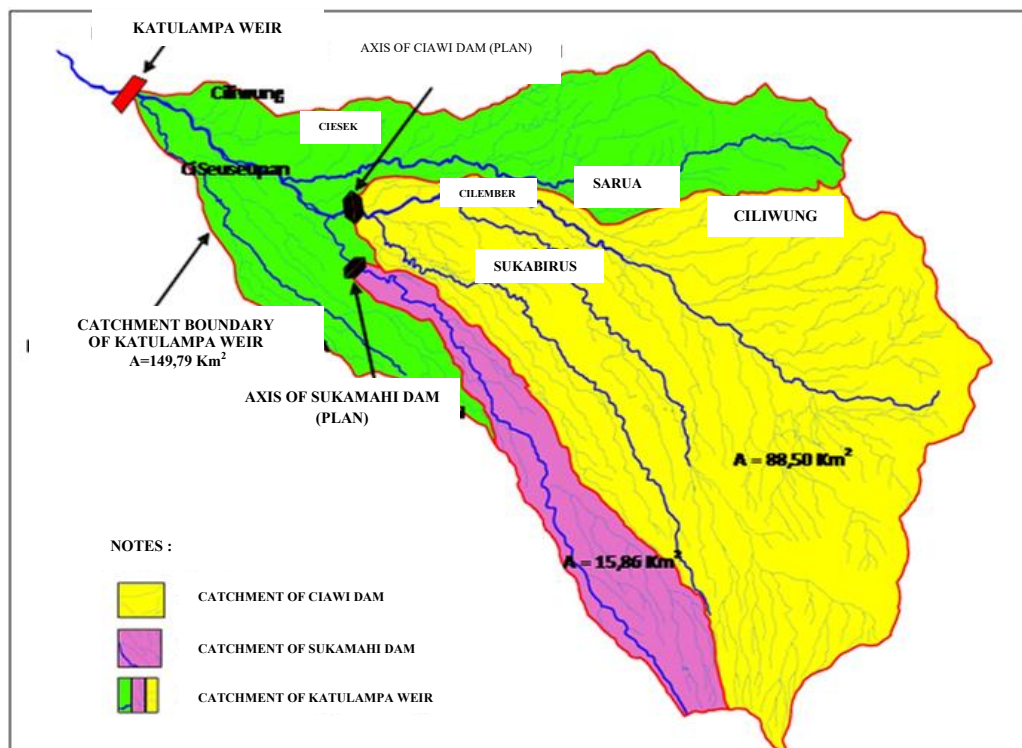 KATULAMPA WEIR
AXIS OF CIAWI DAM (PLAN)
Ciliwung
CIESEK
CiSeuseupan
SARUA
CILEMBER
CILIWUNG
SUKABIRUS
CATCHMENT BOUNDARY
OF KATULAMPA WEIR
A=149,79 Km²
AXIS OF SUKAMAHI DAM
(PLAN)
A = 88,50 Km²
A = 15,86 Km²
NOTES :
CATCHMENT OF CIAWI DAM
CATCHMENT OF SUKAMAHI DAM
CATCHMENT OF KATULAMPA WEIR